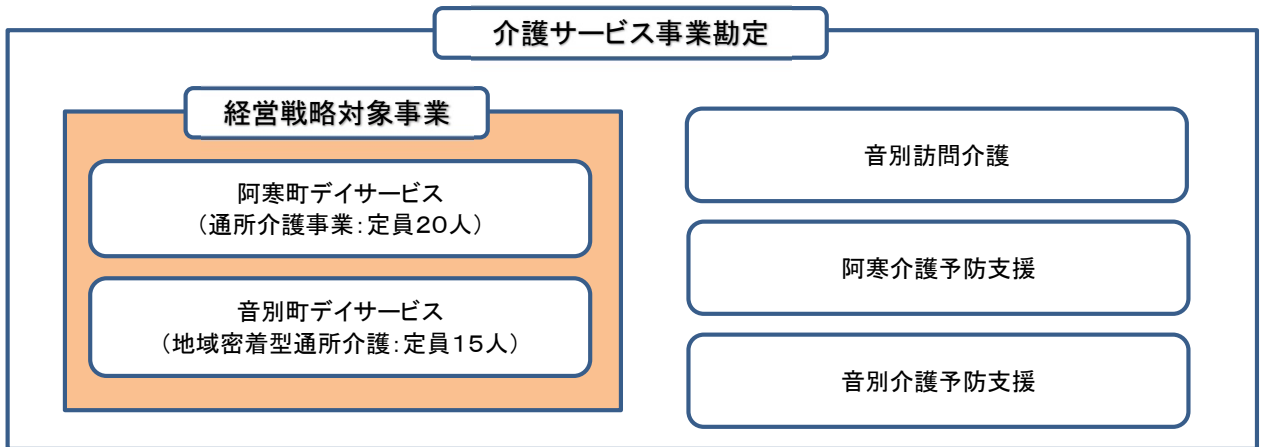 介護サービス事業勘定
経営戦略対象事業
阿寒町デイサービス
（通所介護事業：定員２０人）
音別町デイサービス
（地域密着型通所介護：定員１５人）
音別訪問介護
阿寒介護予防支援
音別介護予防支援